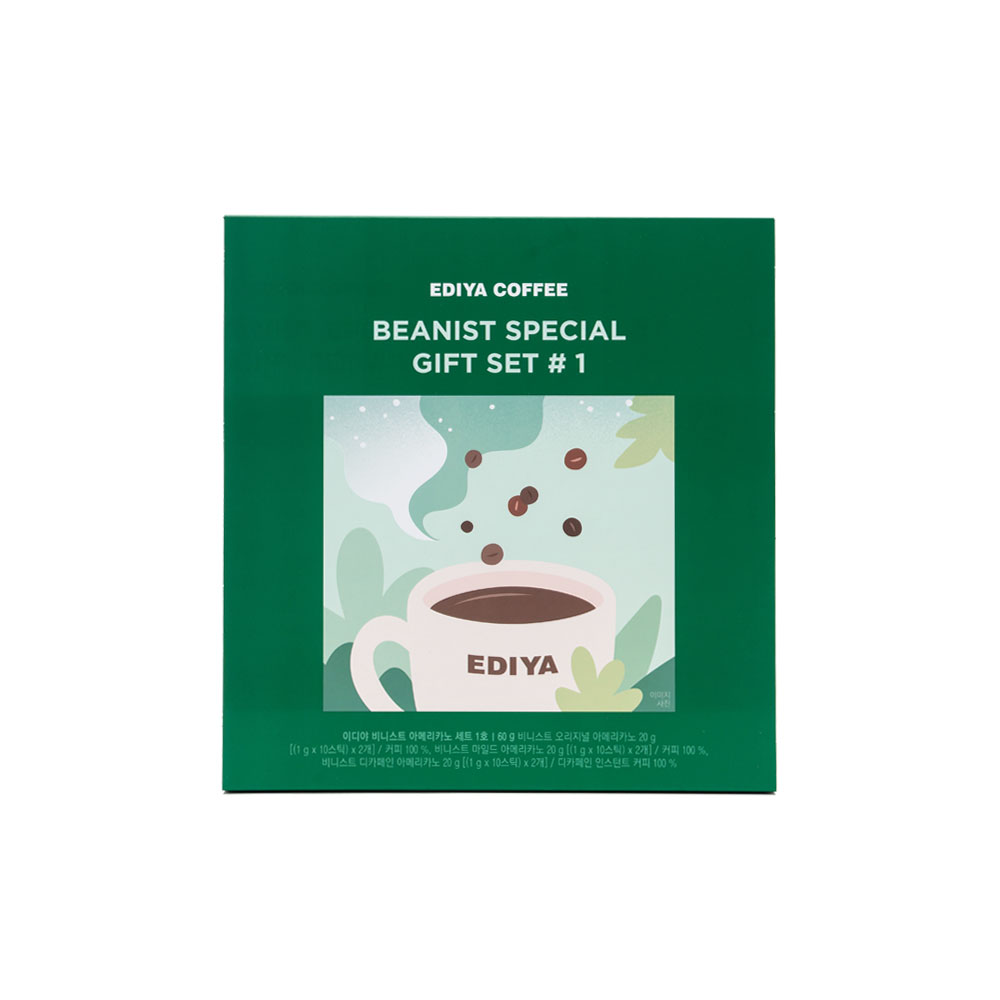 EDIYA COFFEE
BEANIST SPECIAL
GIFT SET # 1
EDIYA
이미지
사진
이디야 비니스트 아메리카노 세트 1호 | 60 g 비니스트 오리지널 아메리카노 20 g
[(1 g x 10스틱) x 2개] / 커피 100 %, 비니스트 마일드 아메리카노 20 g [(1 g x 10스틱) x 2개] / 커피 100 %,
비니스트 디카페인 아메리카노 20 g [(1 g x 10스틱) x 2개] / 디카페인 인스턴트 커피 100 %